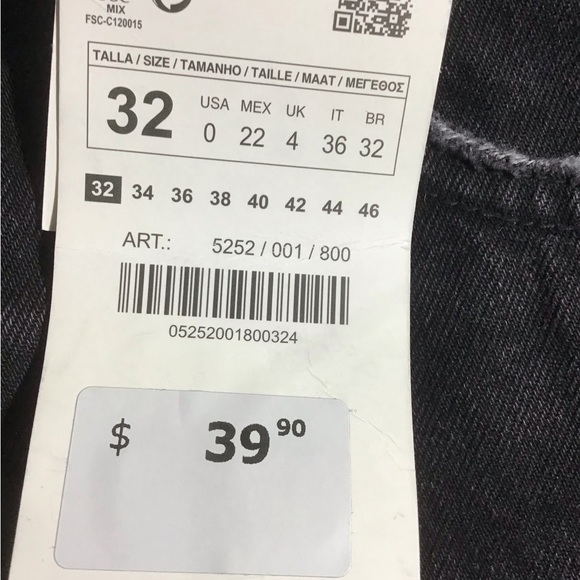 MIX
FSC-C120015
TALLA / SIZE / TAMANHO / TAILLE / MAAT / ΜΕΓΕΘΟΣ
32
USA MEX UK IT BR
0 22 4 36 32
32 34 36 38 40 42 44 46
ART.: 5252 / 001 / 800
05252001800324
$ 39 90